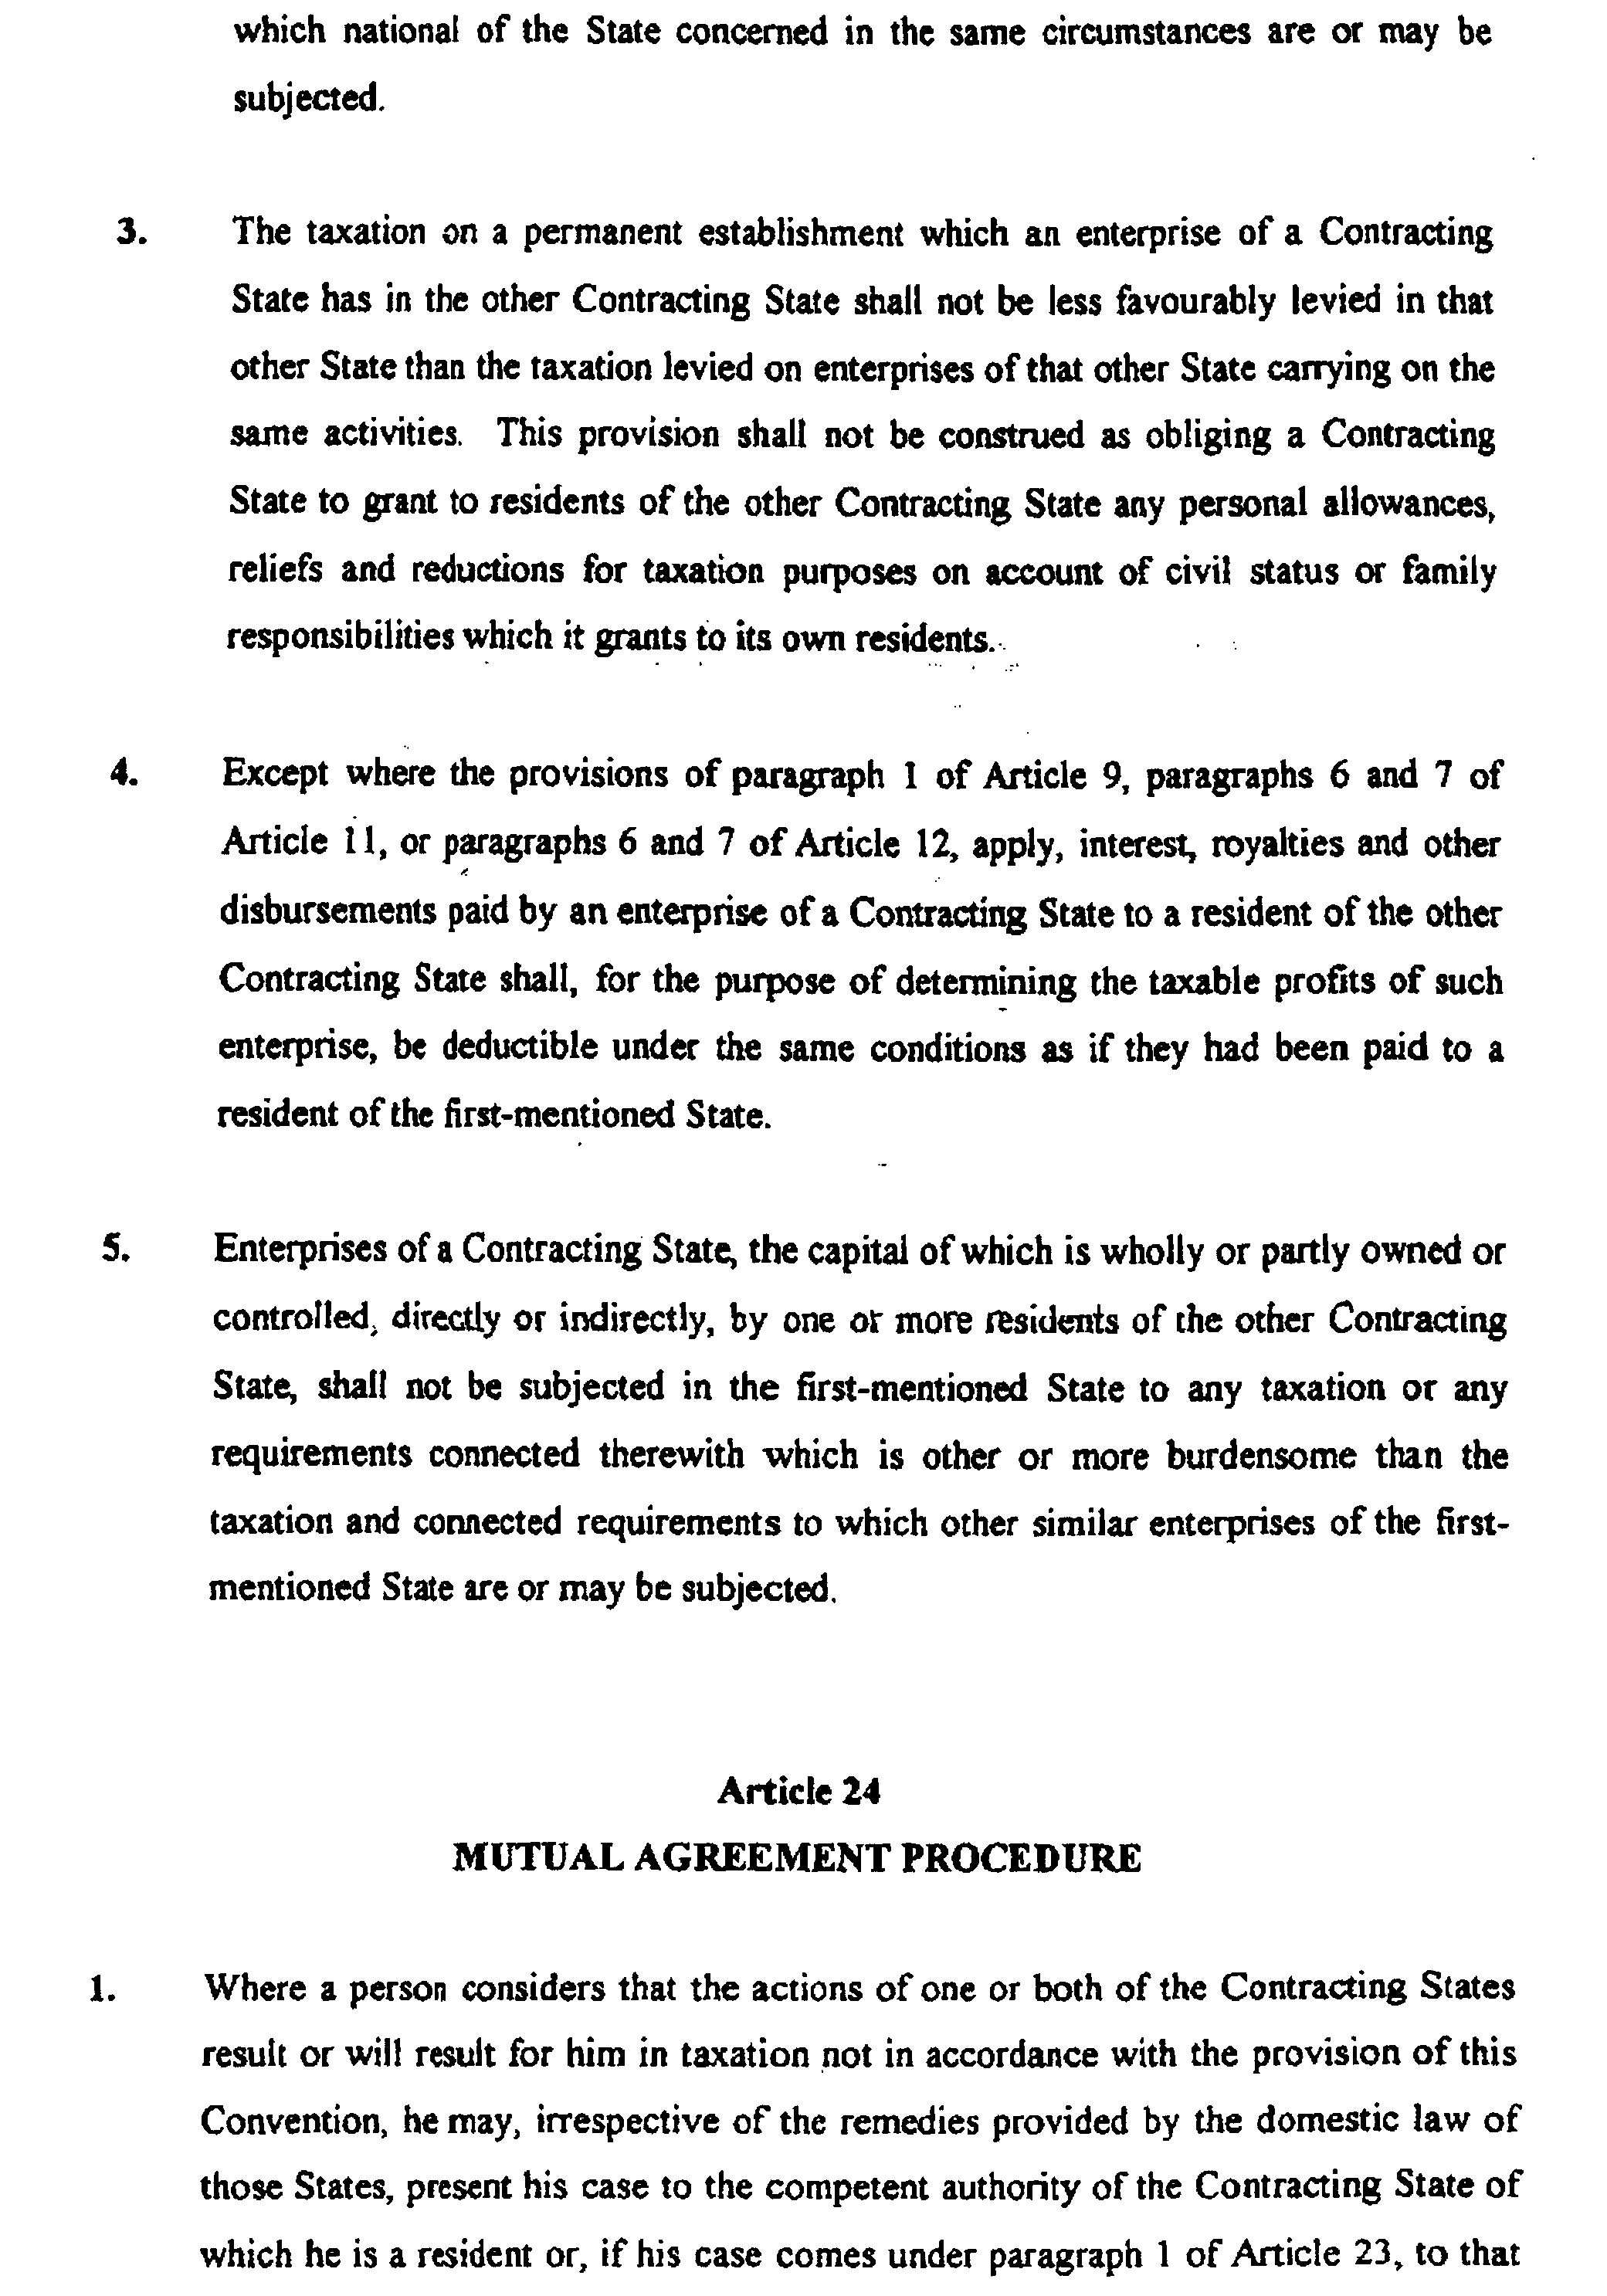 which national of the State concerned in the same circumstances are or may be
subjected.
3. The taxation on a permanent establishment which an enterprise of a Contracting
State has in the other Contracting State shall not be less favourably levied in that
other State than the taxation levied on enterprises of that other State carrying on the
same activities. This provision shall not be construed as obliging a Contracting
State to grant to residents of the other Contracting State any personal allowances,
reliefs and reductions for taxation purposes on account of civil status or family
responsibilities which it grants to its own residents.
4. Except where the provisions of paragraph 1 of Article 9, paragraphs 6 and 7 of
Article 11, or paragraphs 6 and 7 of Article 12, apply, interest, royalties and other
disbursements paid by an enterprise of a Contracting State to a resident of the other
Contracting State shall, for the purpose of determining the taxable profits of such
enterprise, be deductible under the same conditions as if they had been paid to a
resident of the first-mentioned State.
5. Enterprises of a Contracting State, the capital of which is wholly or partly owned or
controlled, directly or indirectly, by one or more residents of the other Contracting
State, shall not be subjected in the first-mentioned State to any taxation or any
requirements connected therewith which is other or more burdensome than the
taxation and connected requirements to which other similar enterprises of the first-
mentioned State are or may be subjected.
Article 24
MUTUAL AGREEMENT PROCEDURE
1. Where a person considers that the actions of one or both of the Contracting States
result or will result for him in taxation not in accordance with the provision of this
Convention, he may, irrespective of the remedies provided by the domestic law of
those States, present his case to the competent authority of the Contracting State of
which he is a resident or, if his case comes under paragraph 1 of Article 23, to that